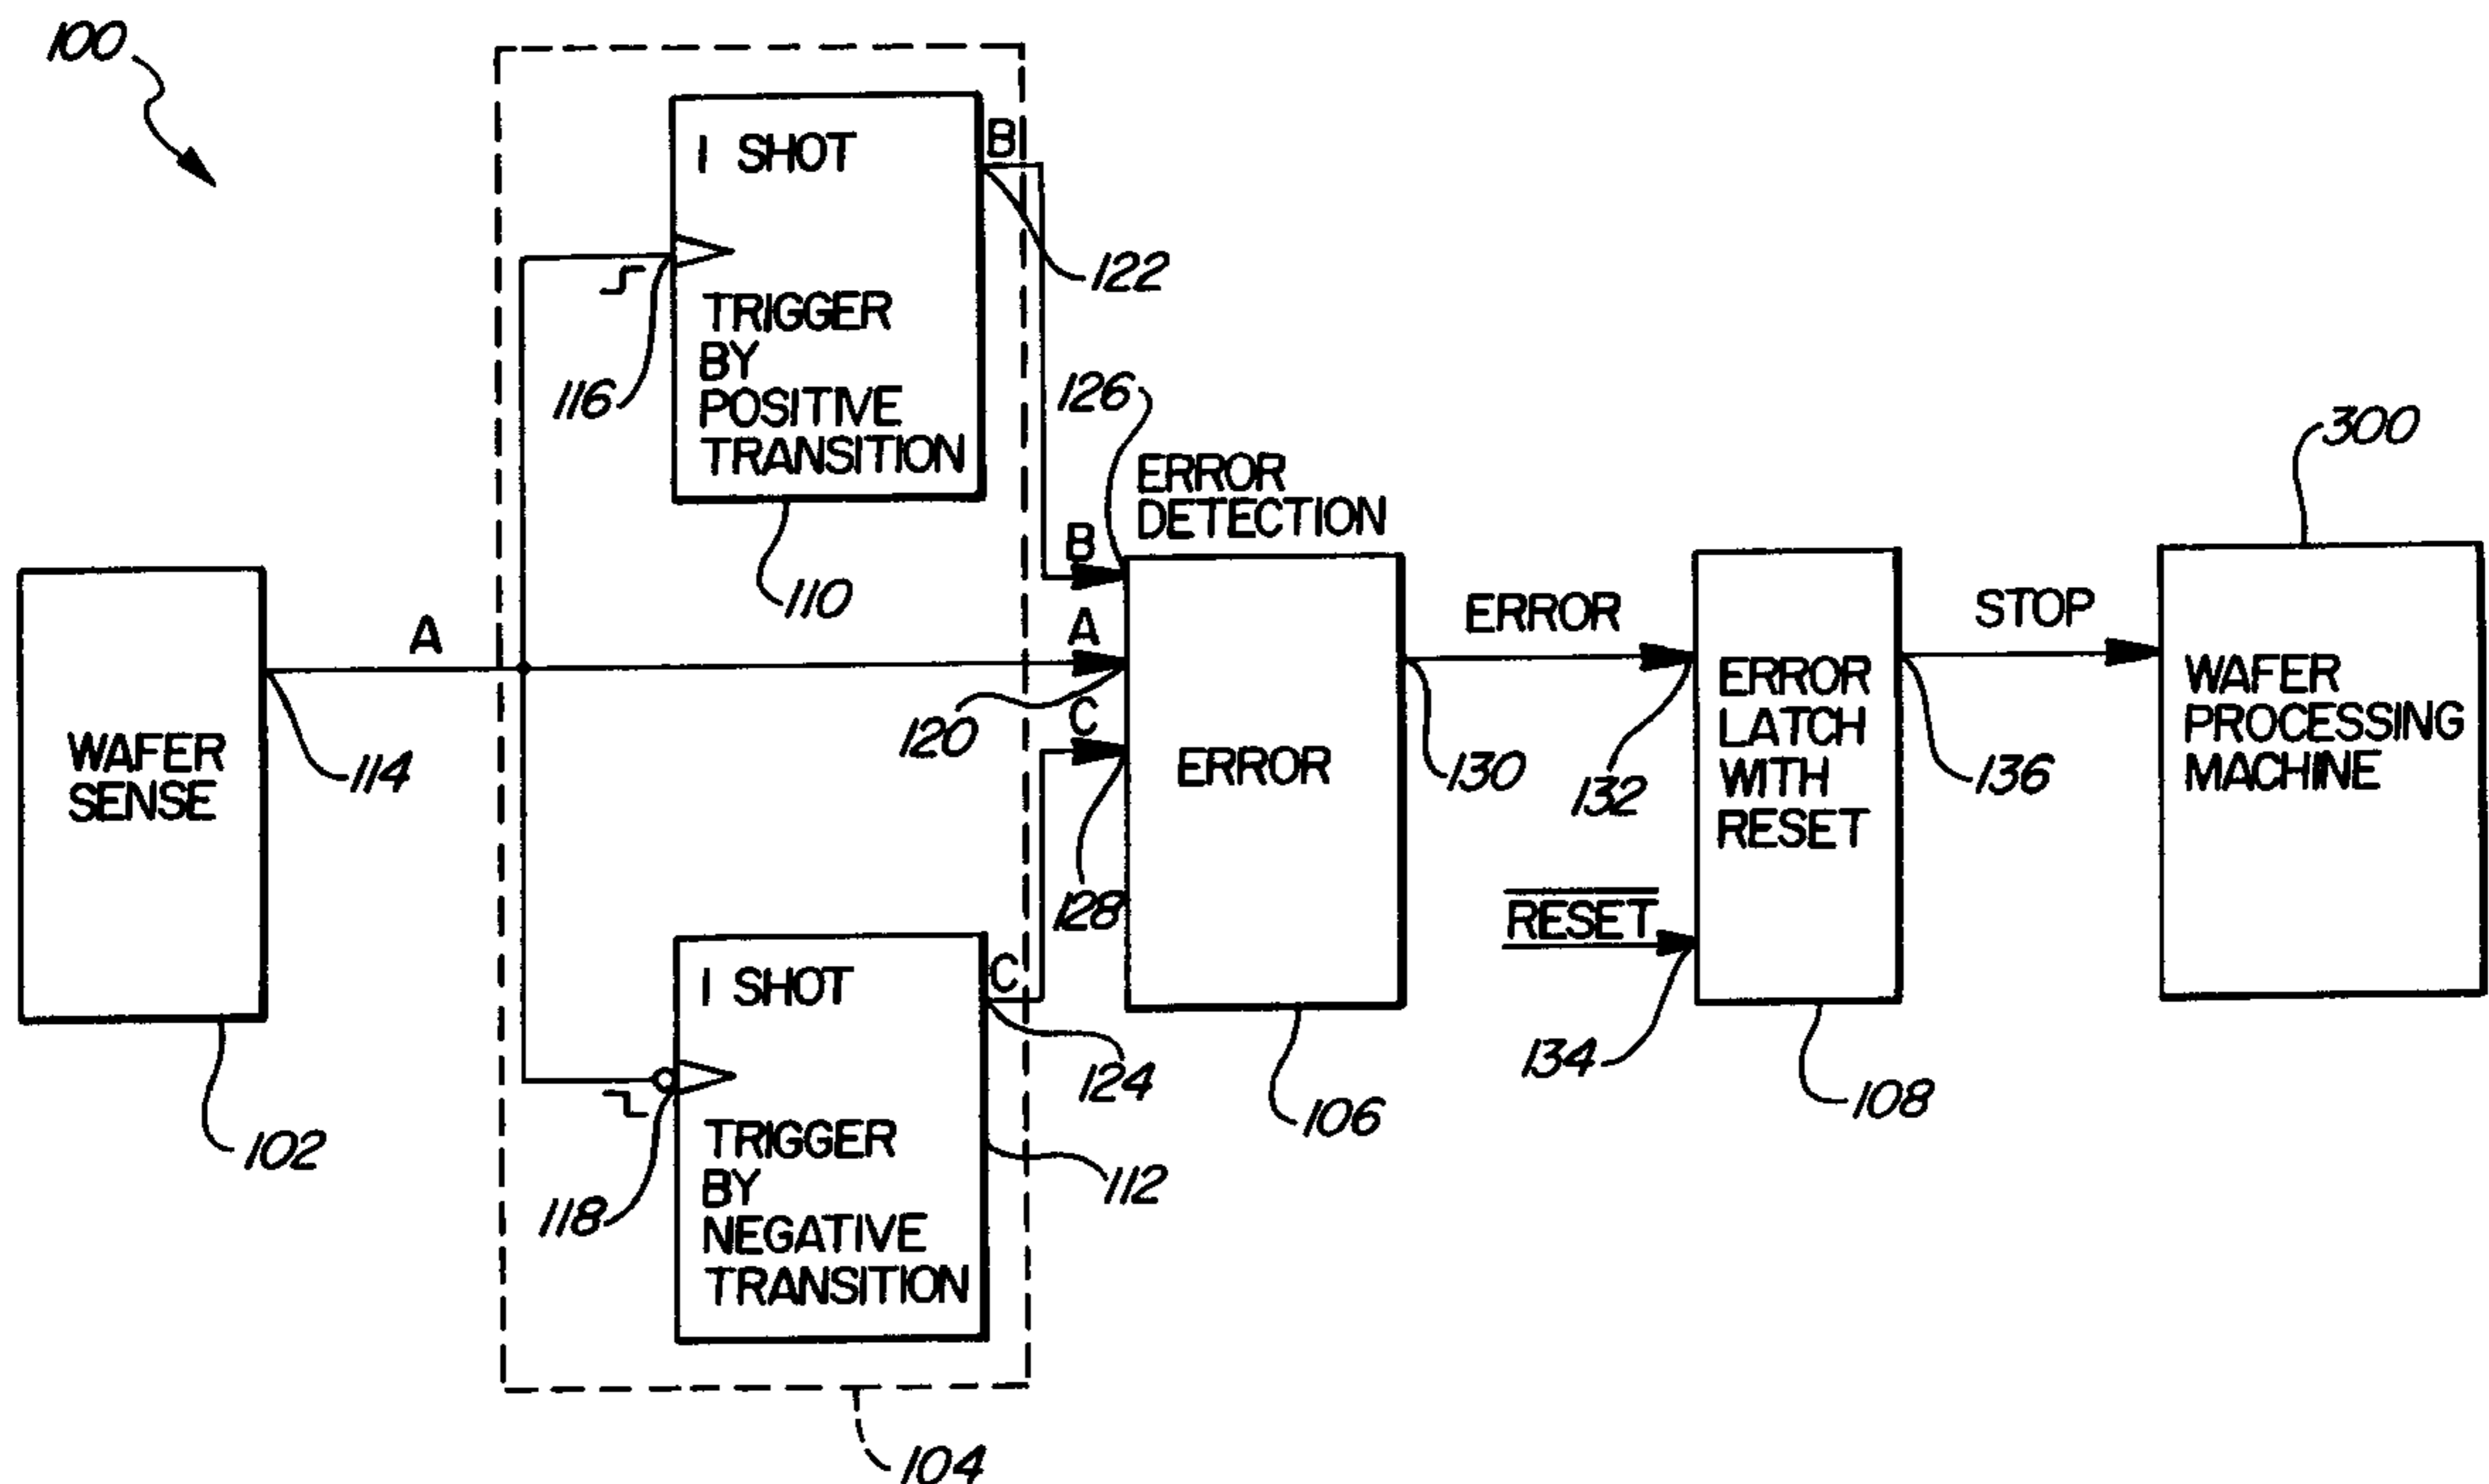 100
1 SHOT
B
122
TRIGGER
BY
POSITIVE
TRANSITION
116
110
126
ERROR
DETECTION
B
A
A
120
C
ERROR
128
106
WAFER
SENSE
114
102
1 SHOT
C
124
TRIGGER
BY
NEGATIVE
TRANSITION
118
112
104
ERROR
130
132
ERROR
LATCH
WITH
RESET
RESET
134
108
STOP
136
300
WAFER
PROCESSING
MACHINE